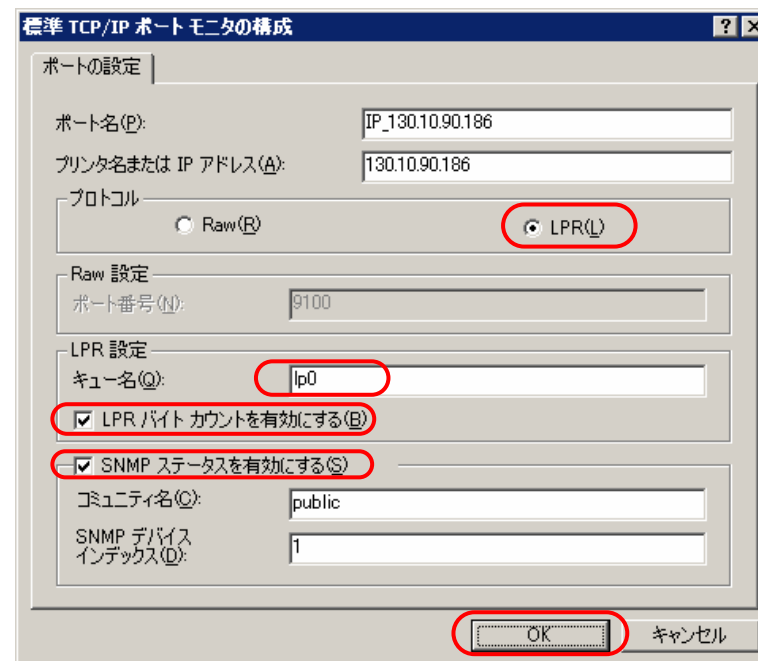 標準 TCP/IP ポート モニタの構成
ポートの設定
ポート名(P): IP_130.10.90.186
プリンタ名または IP アドレス(A): 130.10.90.186
プロトコル
Raw(R) LPR(L)
Raw 設定
ポート番号(N): 9100
LPR 設定
キュー名(Q): lp0
LPR バイト カウントを有効にする(B)
SNMP ステータスを有効にする(S)
コミュニティ名(C): public
SNMP デバイス
インデックス(D): 1
OK キャンセル